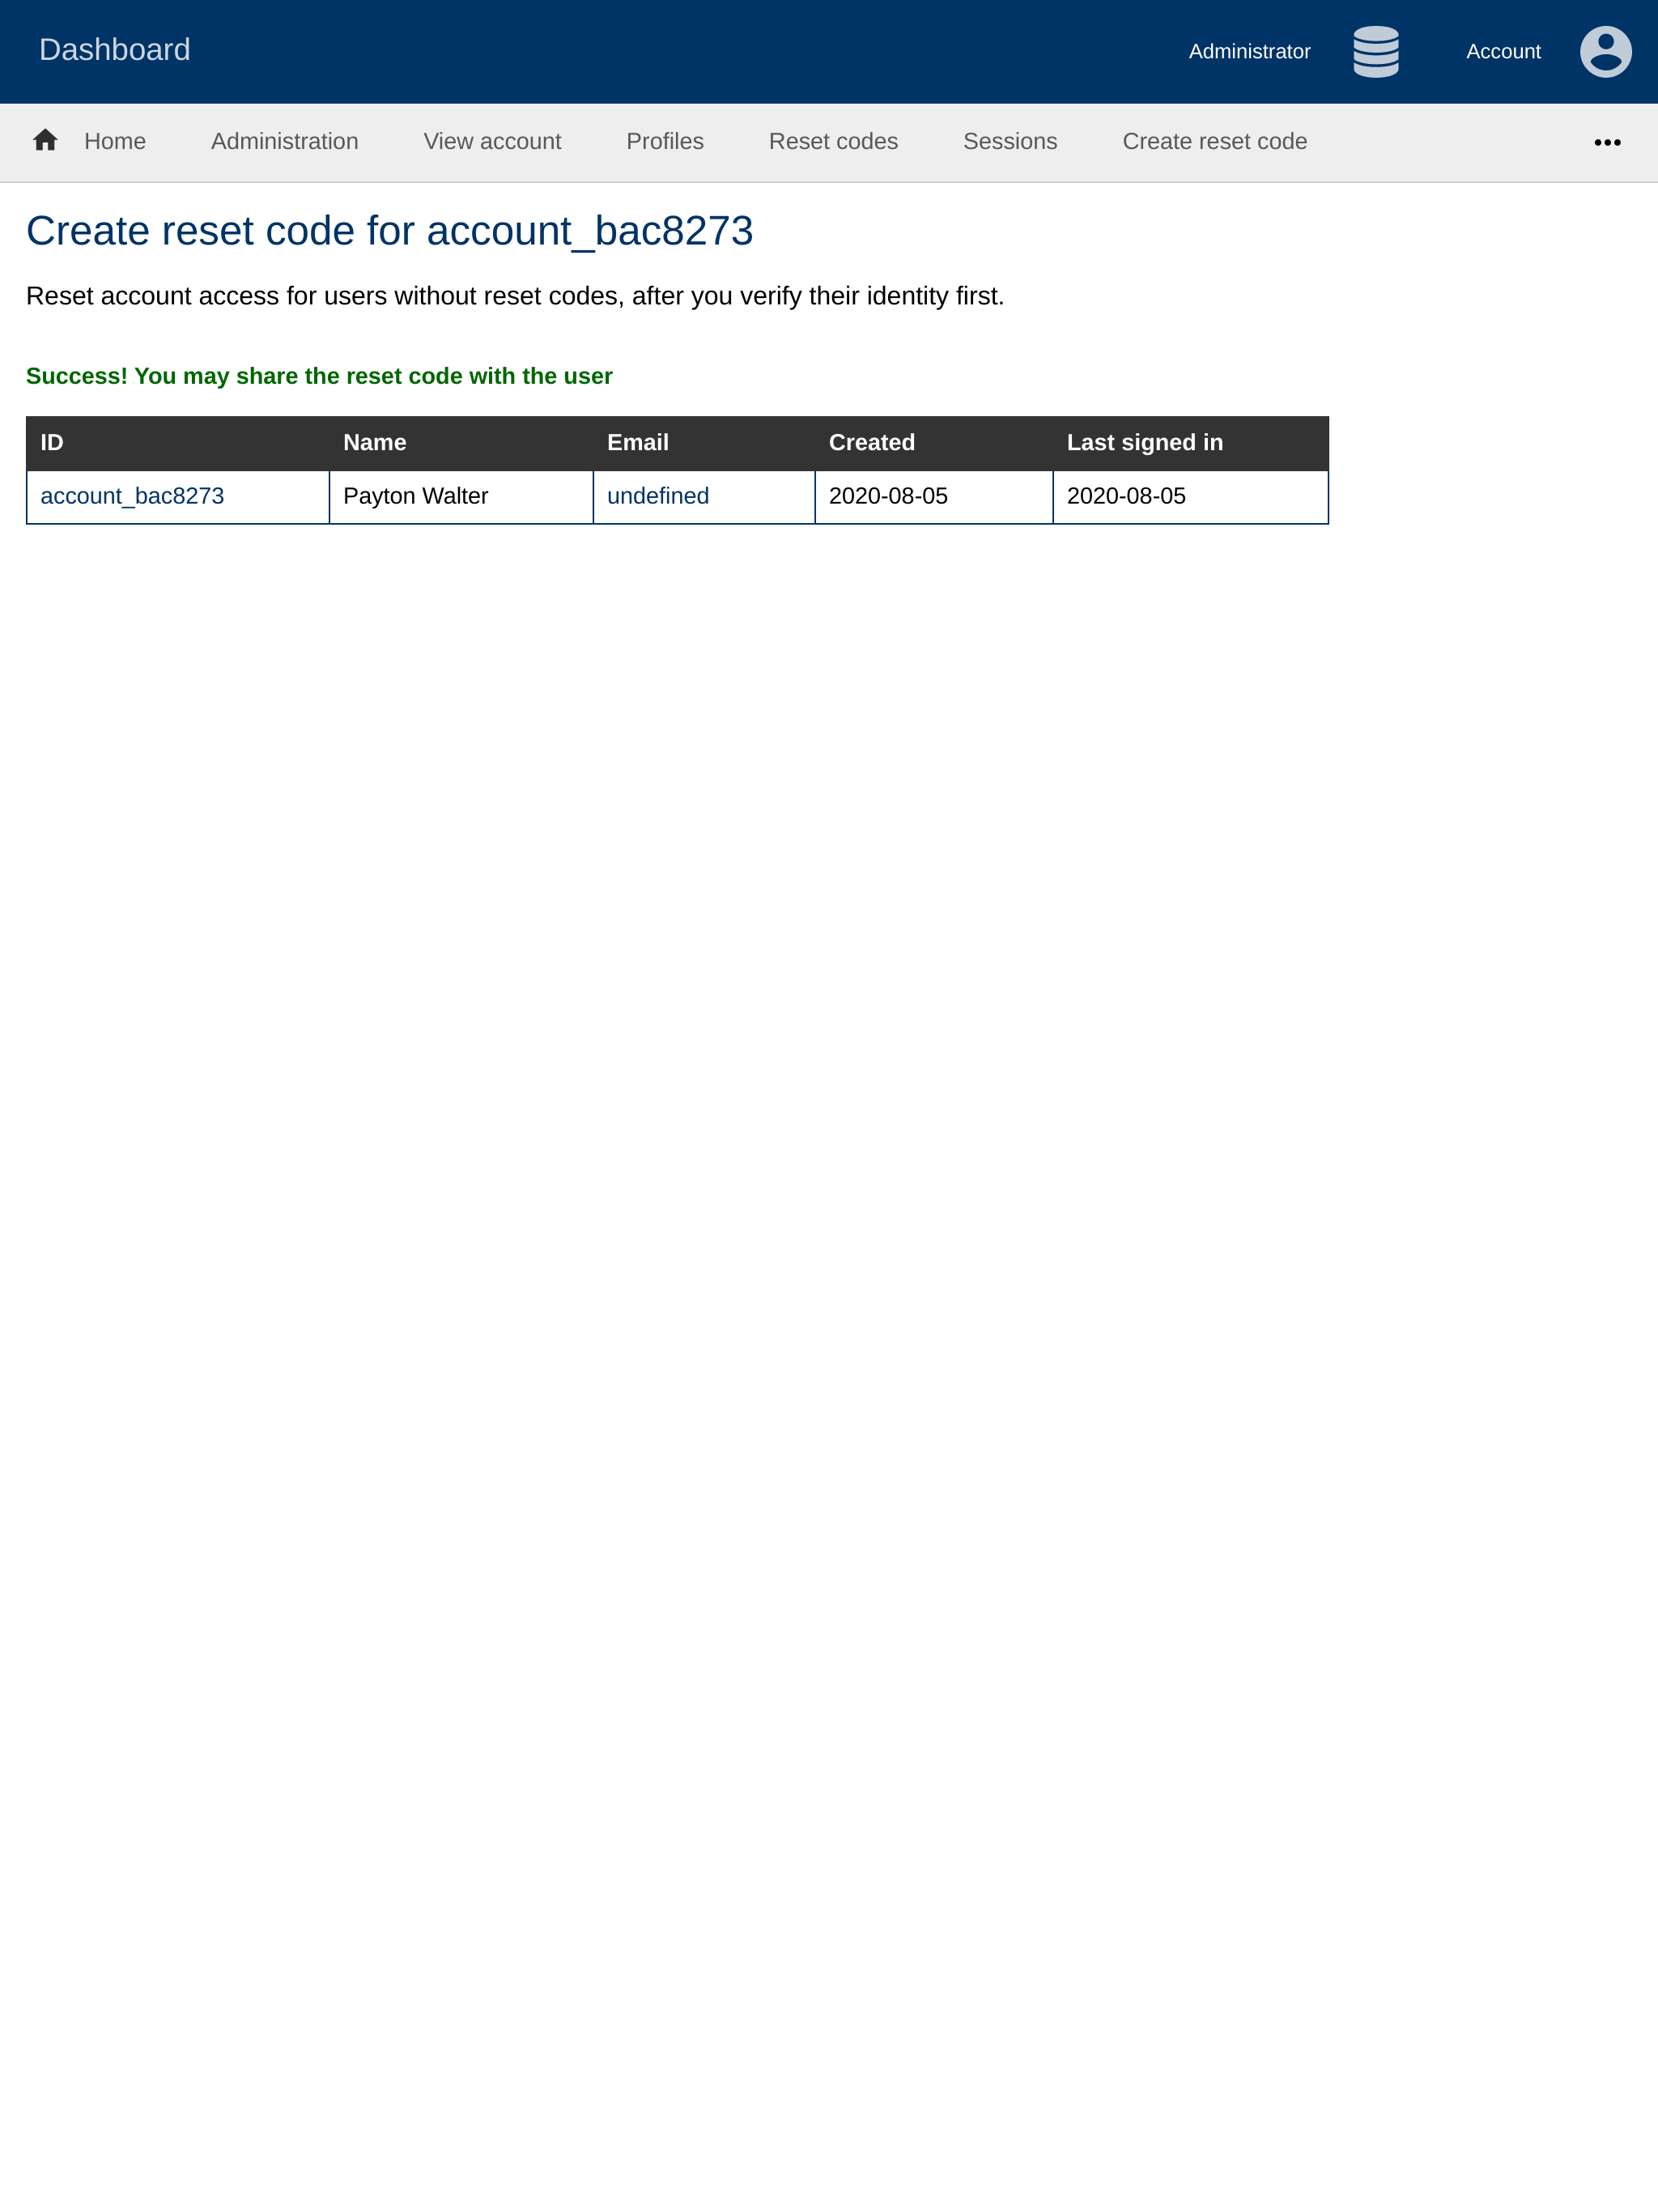 Dashboard
Administrator
Account
Home Administration View account Profiles Reset codes Sessions Create reset code
Create reset code for account_bac8273
Reset account access for users without reset codes, after you verify their identity first.
Success! You may share the reset code with the user
ID Name Email Created Last signed in
account_bac8273 Payton Walter undefined 2020-08-05 2020-08-05